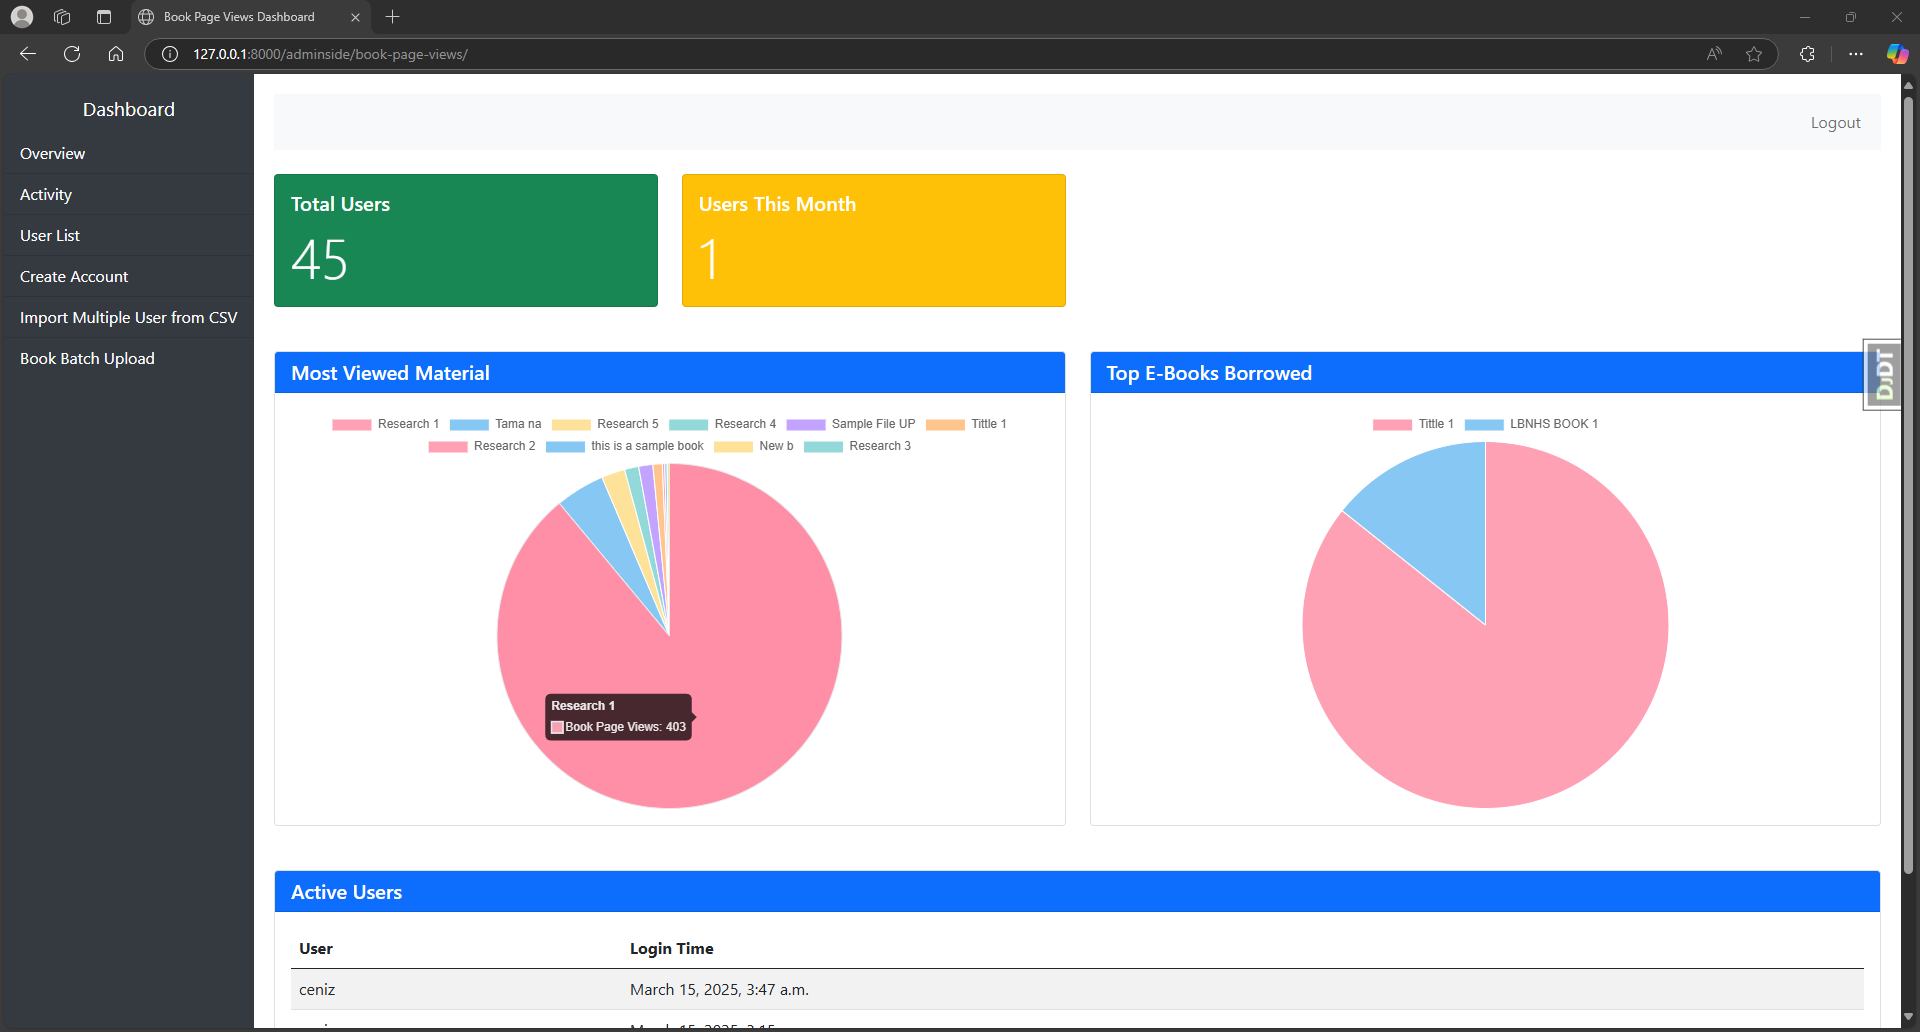 Book Page Views Dashboard
127.0.0.1:8000/adminside/book-page-views/
Dashboard
Overview
Activity
User List
Create Account
Import Multiple User from CSV
Book Batch Upload
Logout
Total Users
45
Users This Month
1
Most Viewed Material
Research 1 Tama na Research 5 Research 4 Sample File UP Tittle 1
Research 2 this is a sample book New b Research 3
Research 1
Book Page Views: 403
Top E-Books Borrowed
Tittle 1 LBNHS BOOK 1
DjDT
Active Users
User Login Time
ceniz March 15, 2025, 3:47 a.m.